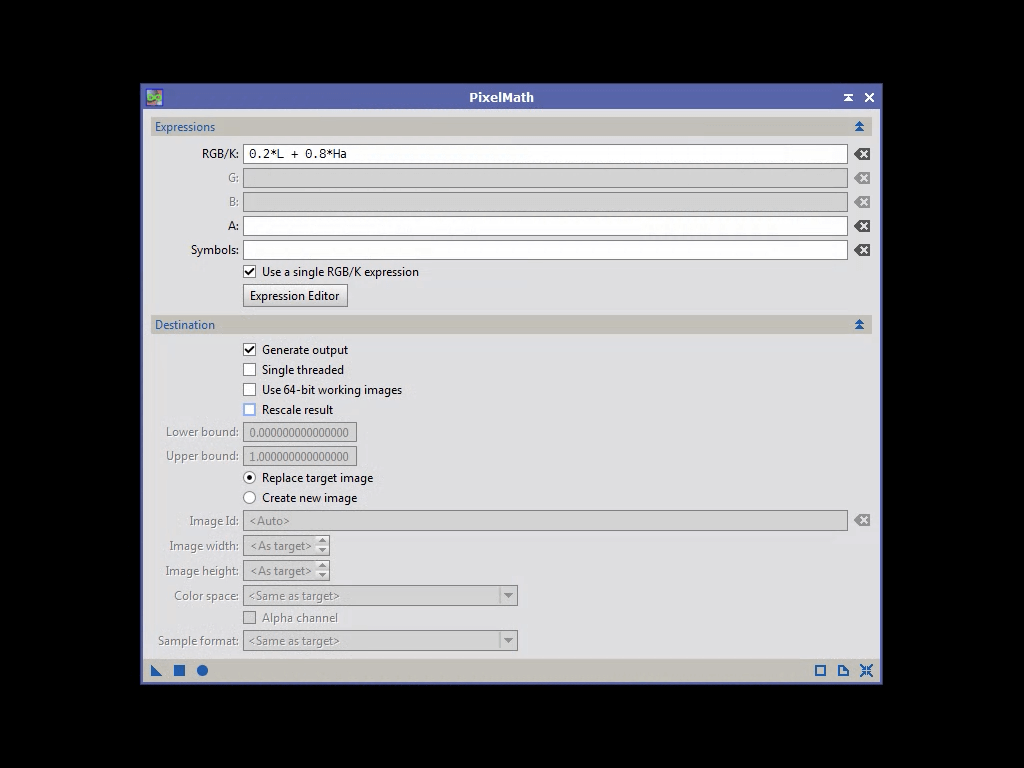 PixelMath
Expressions
RGB/K: 0.2*L + 0.8*Ha
G:
B:
A:
Symbols:
Use a single RGB/K expression
Expression Editor
Destination
Generate output
Single threaded
Use 64-bit working images
Rescale result
Lower bound: 0.000000000000000
Upper bound: 1.000000000000000
Replace target image
Create new image
Image Id: <Auto>
Image width: <As target>
Image height: <As target>
Color space: <Same as target>
Alpha channel
Sample format: <Same as target>